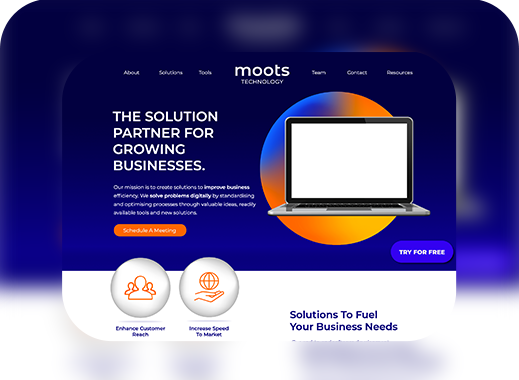 About Solutions Tools moots TECHNOLOGY Team Contact Resources
THE SOLUTION
PARTNER FOR
GROWING
BUSINESSES.
Our mission is to create solutions to improve business
efficiency. We solve problems digitally by standardising
and optimising processes through valuable ideas, readily
available tools and new solutions.
Schedule A Meeting
TRY FOR FREE
Enhance Customer
Reach
Increase Speed
To Market
Solutions To Fuel
Your Business Needs